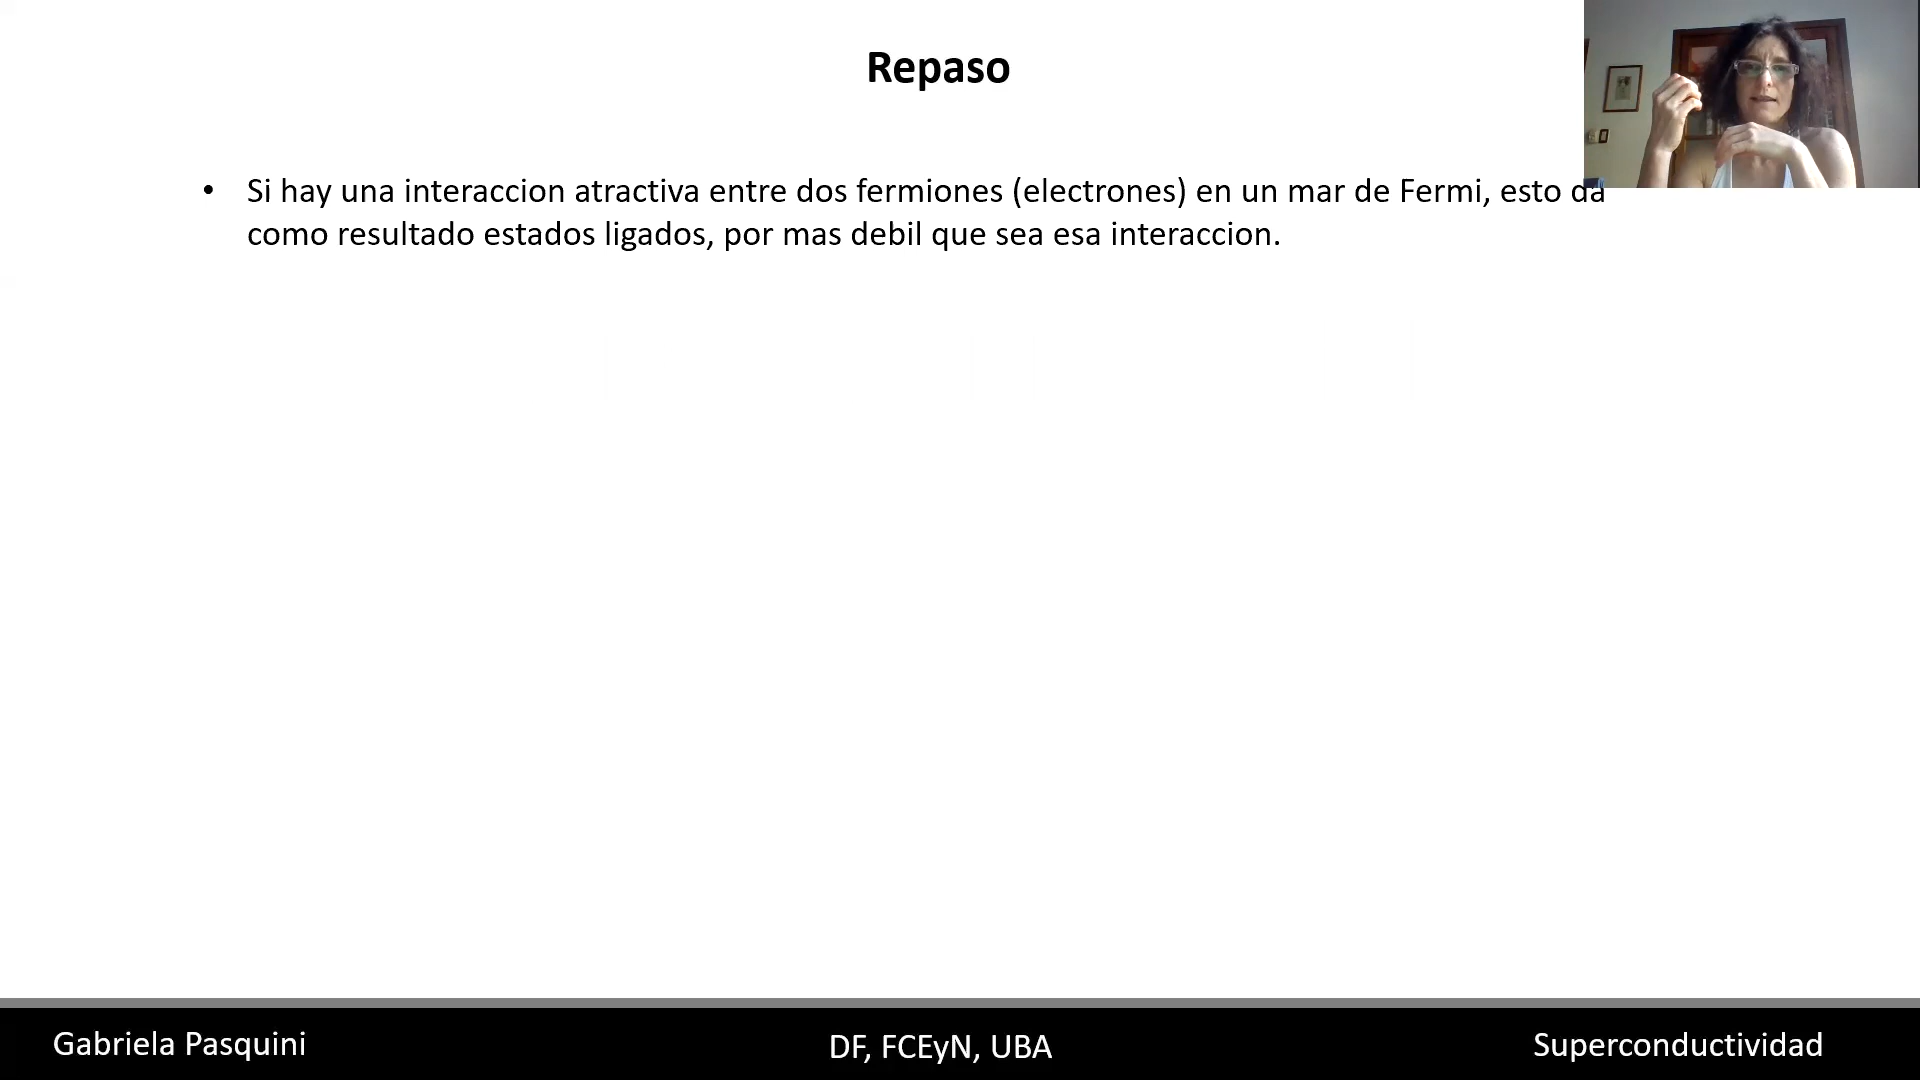 Repaso
• Si hay una interaccion atractiva entre dos fermiones (electrones) en un mar de Fermi, esto da
como resultado estados ligados, por mas debil que sea esa interaccion.
Gabriela Pasquini
DF, FCEyN, UBA
Superconductividad